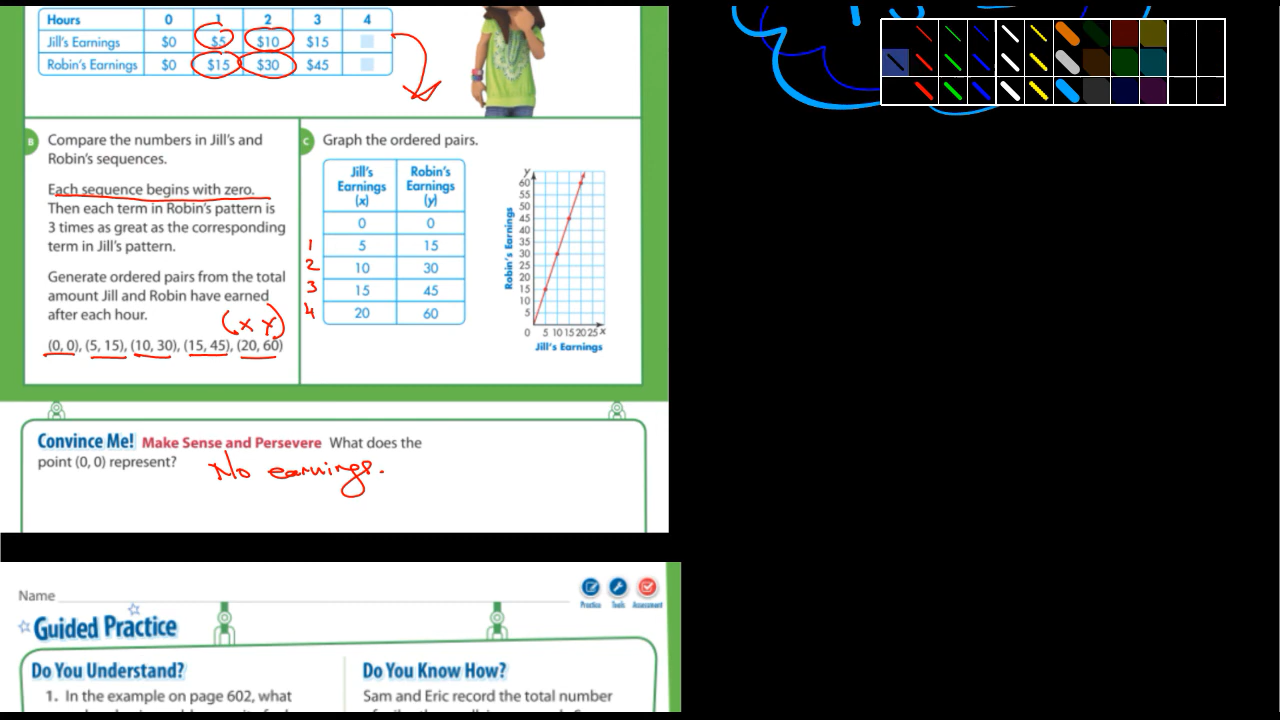 Hours 0 1 2 3 4
Jill's Earnings $0 $5 $10 $15
Robin's Earnings $0 $15 $30 $45
B Compare the numbers in Jill's and
Robin's sequences.
Each sequence begins with zero.
Then each term in Robin's pattern is
3 times as great as the corresponding
term in Jill's pattern.
Generate ordered pairs from the total
amount Jill and Robin have earned
after each hour.
(x Y)
(0, 0), (5, 15), (10, 30), (15, 45), (20, 60)
C Graph the ordered pairs.
Jill's Robin's
Earnings Earnings
(x) (y)
0 0
1 5 15
2 10 30
3 15 45
4 20 60
y
60
55
50
45
40
35
30
25
20
15
10
5
0 5 10 15 20 25 x
Robin's Earnings
Jill's Earnings
Convince Me! Make Sense and Persevere What does the
point (0, 0) represent?
No earnings.
Name
Practice Tools Assessment
Guided Practice
Do You Understand?
1. In the example on page 602, what
Do You Know How?
Sam and Eric record the total number